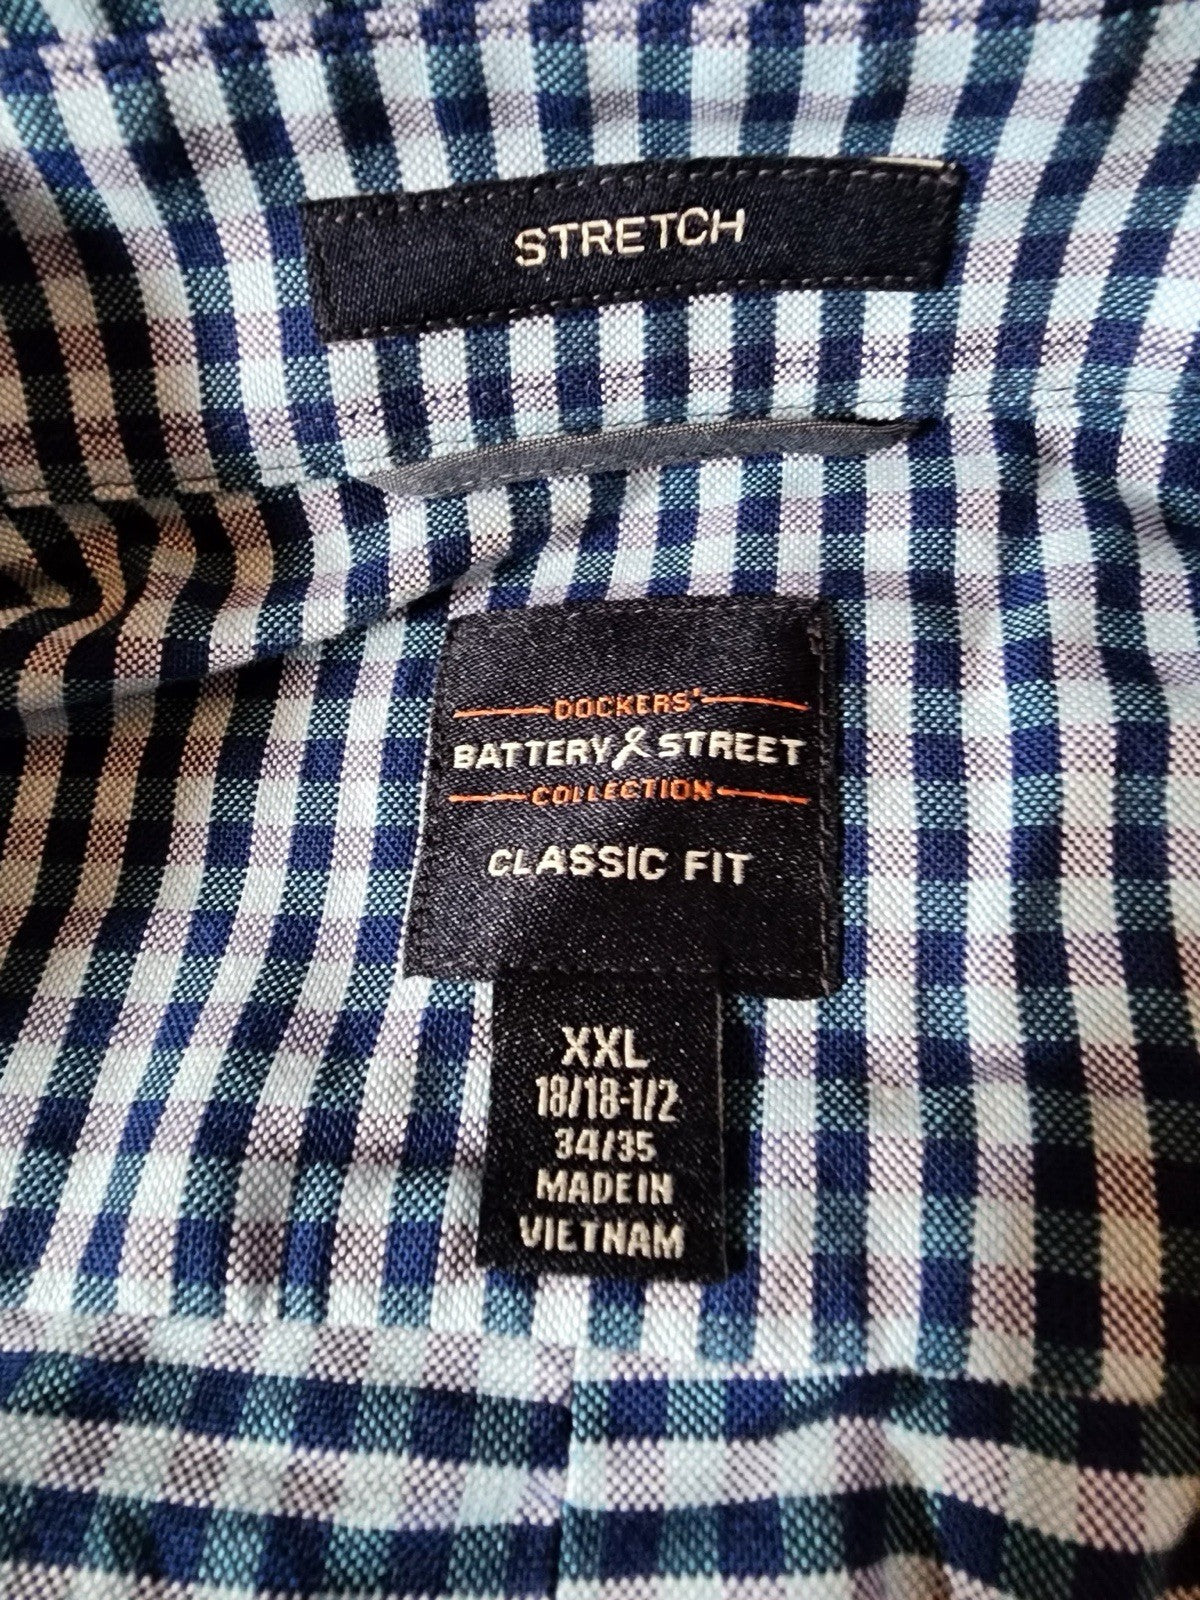 STRETCH
DOCKERS'
BATTERY & STREET
COLLECTION
CLASSIC FIT
XXL
18/18-1/2
34/35
MADE IN
VIETNAM